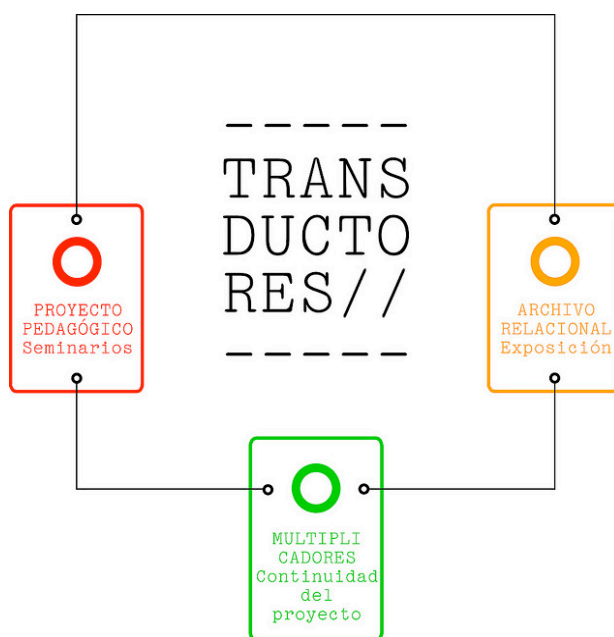 TRANS
DUCTO
RES//
PROYECTO
PEDAGÓGICO
Seminarios
ARCHIVO
RELACIONAL
Exposición
MULTIPLI
CADORES
Continuidad
del
proyecto